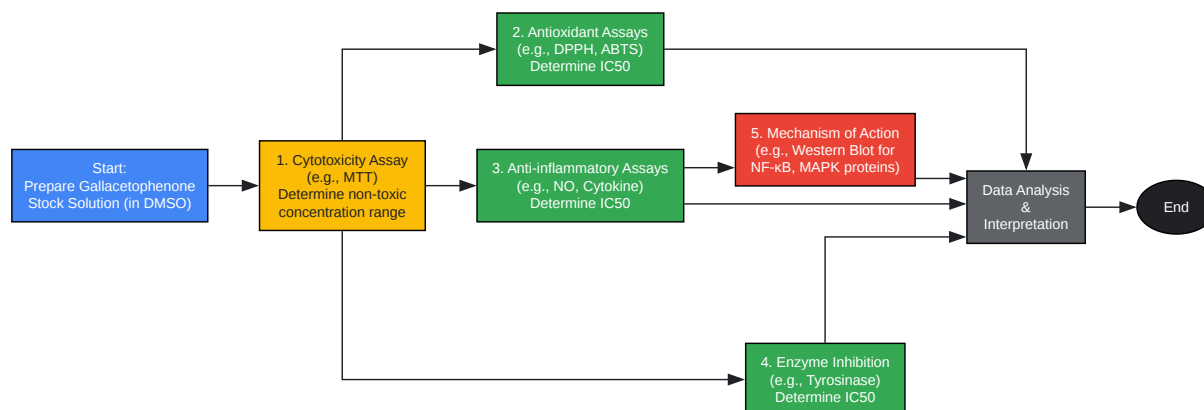 Start:
Prepare Gallacetophenone
Stock Solution (in DMSO)
1. Cytotoxicity Assay
(e.g., MTT)
Determine non-toxic
concentration range
2. Antioxidant Assays
(e.g., DPPH, ABTS)
Determine IC50
3. Anti-inflammatory Assays
(e.g., NO, Cytokine)
Determine IC50
4. Enzyme Inhibition
(e.g., Tyrosinase)
Determine IC50
5. Mechanism of Action
(e.g., Western Blot for
NF-κB, MAPK proteins)
Data Analysis
&
Interpretation
End